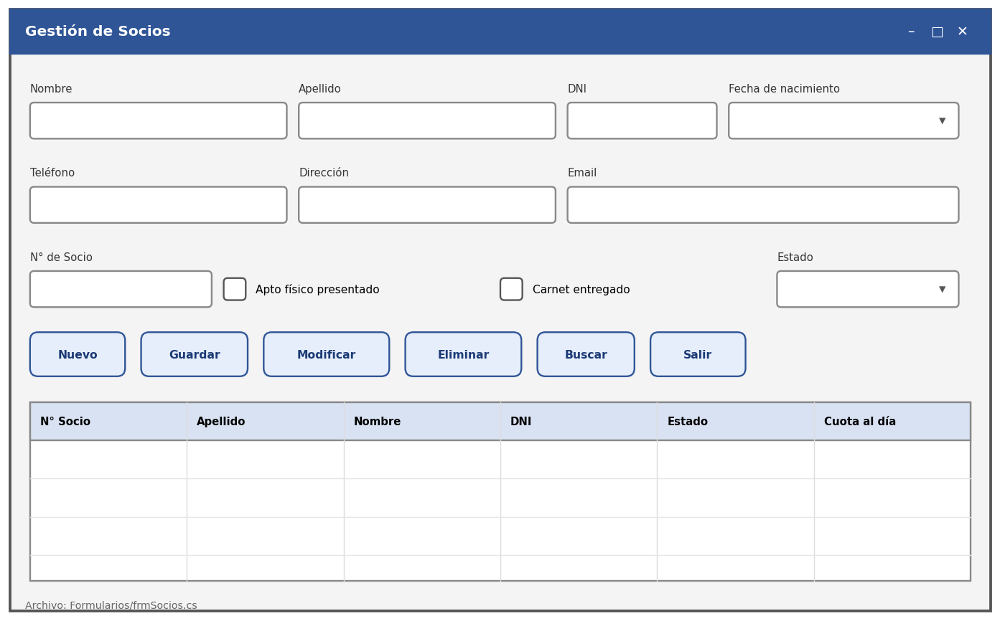 Gestión de Socios
Nombre Apellido DNI Fecha de nacimiento
Teléfono Dirección Email
N° de Socio Estado
Apto físico presentado Carnet entregado
Nuevo Guardar Modificar Eliminar Buscar Salir
N° Socio Apellido Nombre DNI Estado Cuota al día
Archivo: Formularios/frmSocios.cs